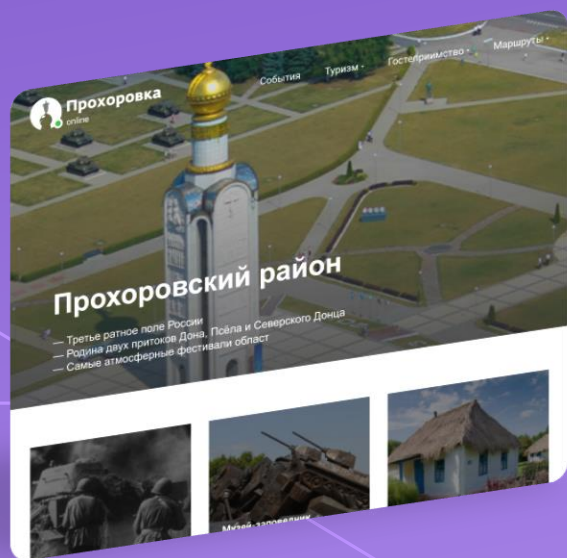 Прохоровка
online
События Туризм Гостеприимство Маршруты
Прохоровский район
— Третье ратное поле России
— Родина двух притоков Дона, Псёла и Северского Донца
— Самые атмосферные фестивали област
Музей-заповедник